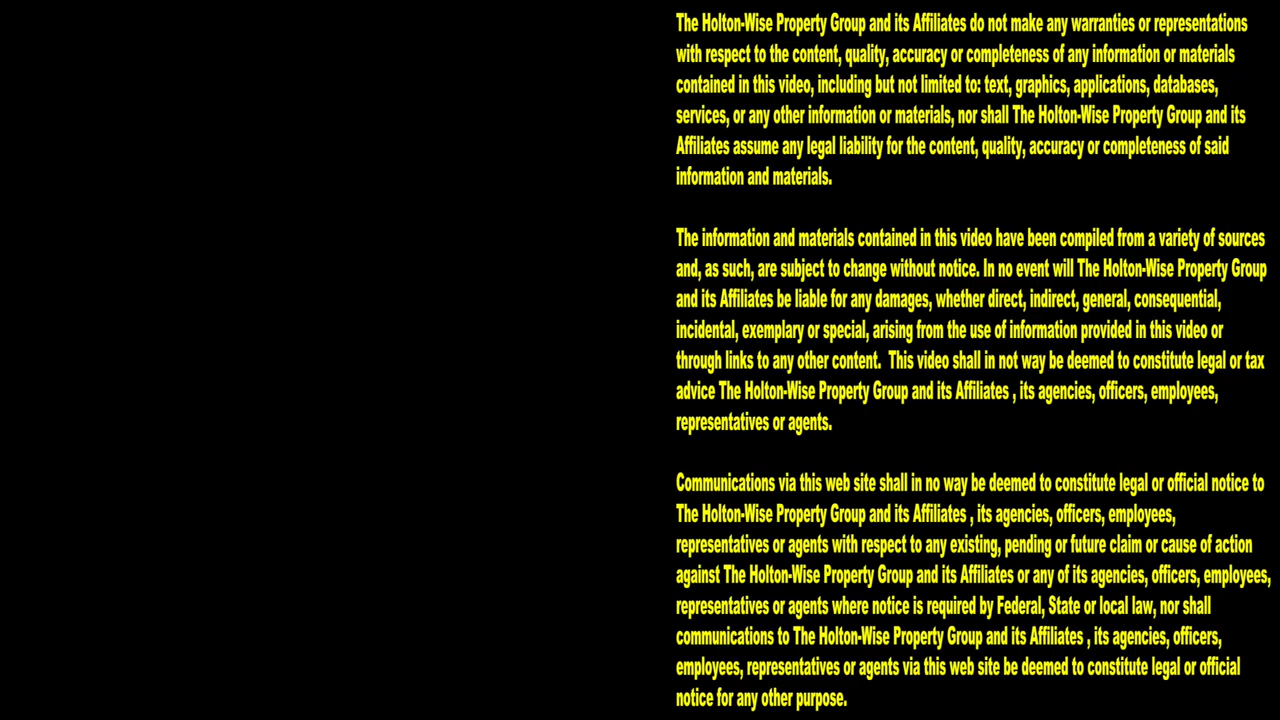 The Holton-Wise Property Group and its Affiliates do not make any warranties or representations
with respect to the content, quality, accuracy or completeness of any information or materials
contained in this video, including but not limited to: text, graphics, applications, databases,
services, or any other information or materials, nor shall The Holton-Wise Property Group and its
Affiliates assume any legal liability for the content, quality, accuracy or completeness of said
information and materials.
The information and materials contained in this video have been compiled from a variety of sources
and, as such, are subject to change without notice. In no event will The Holton-Wise Property Group
and its Affiliates be liable for any damages, whether direct, indirect, general, consequential,
incidental, exemplary or special, arising from the use of information provided in this video or
through links to any other content.  This video shall in not way be deemed to constitute legal or tax
advice The Holton-Wise Property Group and its Affiliates , its agencies, officers, employees,
representatives or agents.
Communications via this web site shall in no way be deemed to constitute legal or official notice to
The Holton-Wise Property Group and its Affiliates , its agencies, officers, employees,
representatives or agents with respect to any existing, pending or future claim or cause of action
against The Holton-Wise Property Group and its Affiliates or any of its agencies, officers, employees,
representatives or agents where notice is required by Federal, State or local law, nor shall
communications to The Holton-Wise Property Group and its Affiliates , its agencies, officers,
employees, representatives or agents via this web site be deemed to constitute legal or official
notice for any other purpose.